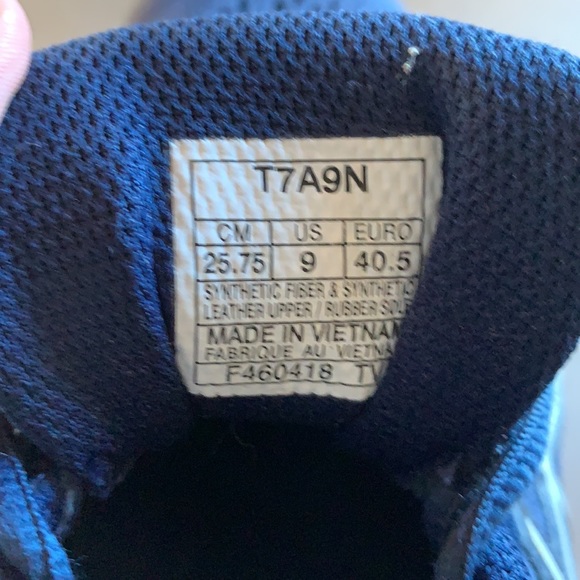 T7A9N
CM US EURO
25.75 9 40.5
SYNTHETIC FIBER & SYNTHETIC
LEATHER UPPER / RUBBER
MADE IN VIETNAM
FABRIQUE AU VIETNAM
F460418